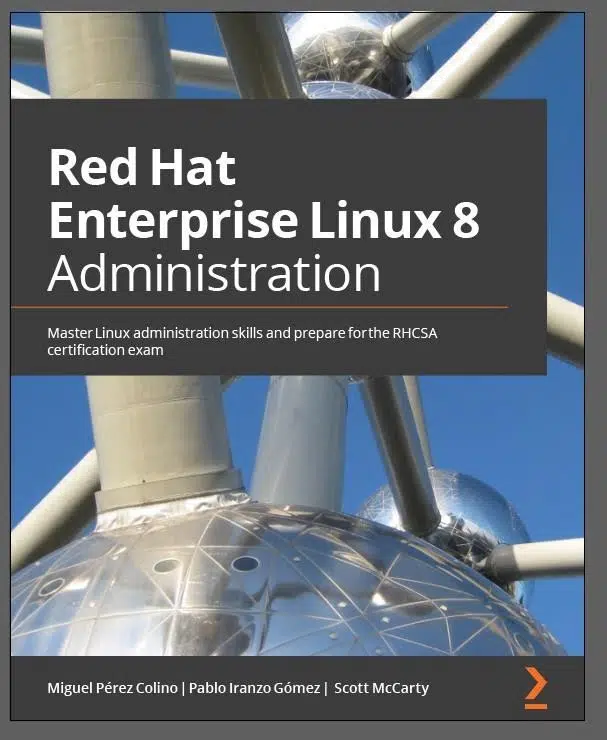 Red Hat
Enterprise Linux 8
Administration
Master Linux administration skills and prepare for the RHCSA
certification exam
Miguel Pérez Colino | Pablo Iranzo Gómez | Scott McCarty